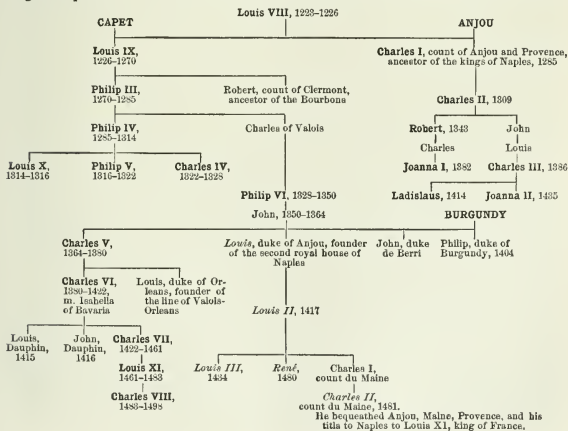 Louis VIII, 1223-1226
CAPET
ANJOU
Louis IX,
1226-1270
Charles I, count of Anjou and Provence,
ancestor of the kings of Naples, 1285
Philip III,
1270-1285
Robert, count of Clermont,
ancestor of the Bourbons
Charles II, 1309
Philip IV,
1285-1314
Charles of Valois
Robert, 1343
John
Charles
Louis
Louis X,
1314-1316
Philip V,
1316-1322
Charles IV,
1322-1328
Joanna I, 1382
Charles III, 1386
Philip VI, 1328-1350
Ladislaus, 1414
Joanna II, 1435
John, 1350-1364
BURGUNDY
Charles V,
1364-1380
Louis, duke of Anjou, founder
of the second royal house of
Naples
John, duke
de Berri
Philip, duke of
Burgundy, 1404
Charles VI,
1380-1422,
m. Isabella
of Bavaria
Louis, duke of Or-
leans, founder of
the line of Valois-
Orleans
Louis II, 1417
Louis,
Dauphin,
1415
John,
Dauphin,
1416
Charles VII,
1422-1461
Louis XI,
1461-1483
Charles VIII,
1483-1498
Louis III,
1434
René,
1480
Charles I,
count du Maine
Charles II,
count du Maine, 1481.
He bequeathed Anjou, Maine, Provence, and his
title to Naples to Louis XI, king of France.